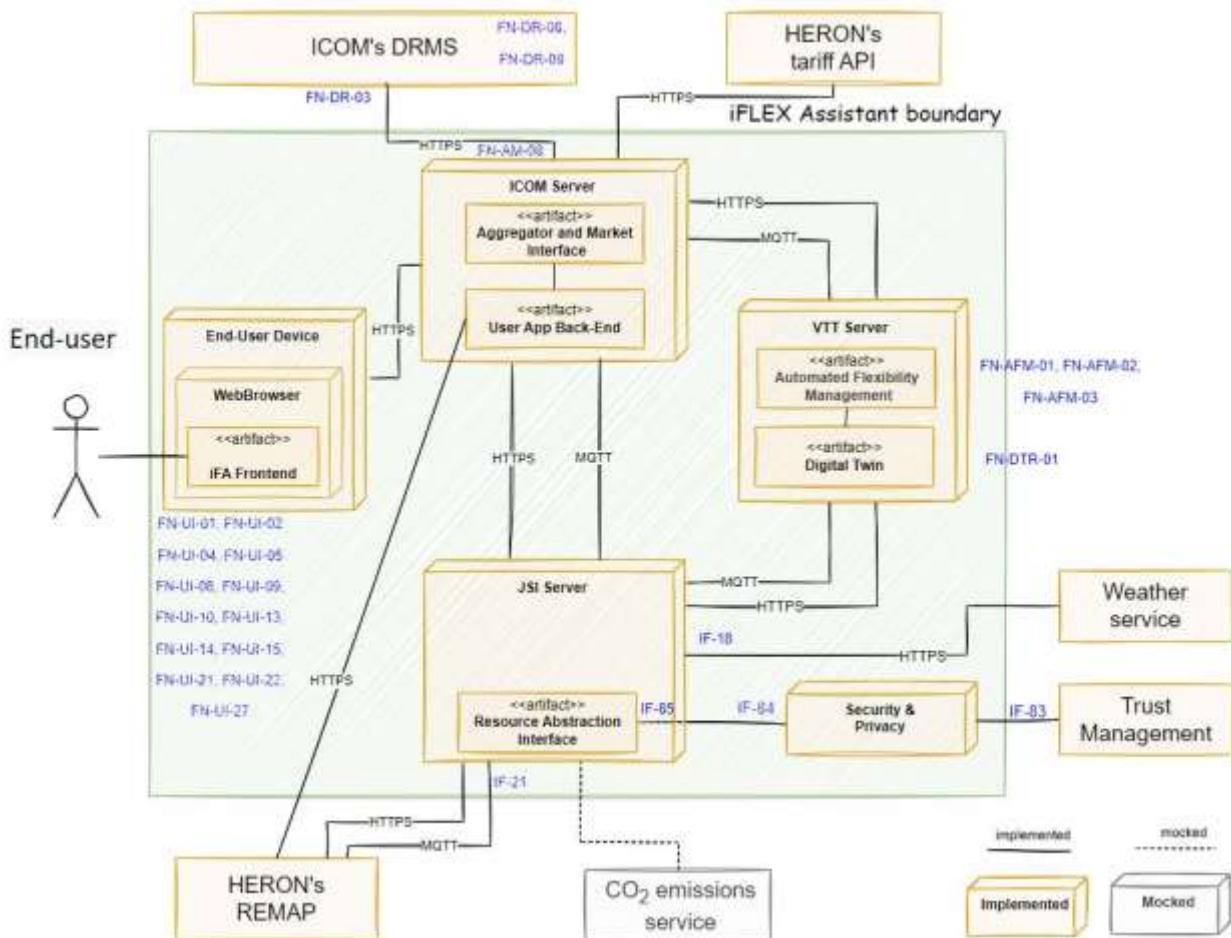 ICOM's DRMS
FN-DR-06,
FN-DR-09
HERON's
tariff API
FN-DR-03
HTTPS
iFLEX Assistant boundary
HTTPS
FN-AM-08
ICOM Server
<<artifact>>
Aggregator and Market
Interface
HTTPS
MQTT
<<artifact>>
User App Back-End
HTTPS
End-user
End-User Device
WebBrowser
<<artifact>>
iFA Frontend
VTT Server
<<artifact>>
Automated Flexibility
Management
FN-AFM-01, FN-AFM-02,
FN-AFM-03
<<artifact>>
Digital Twin
FN-DTR-01
HTTPS
MQTT
FN-UI-01, FN-UI-02
FN-UI-04, FN-UI-05
FN-UI-08, FN-UI-09,
FN-UI-10, FN-UI-13,
FN-UI-14, FN-UI-15,
FN-UI-21, FN-UI-22,
FN-UI-27
HTTPS
JSI Server
MQTT
HTTPS
IF-18
HTTPS
Weather
service
<<artifact>>
Resource Abstraction
Interface
IF-65
IF-64
Security &
Privacy
IF-83
Trust
Management
IF-21
HTTPS
MQTT
HERON's
REMAP
CO₂ emissions
service
implemented
mocked
Implemented
Mocked